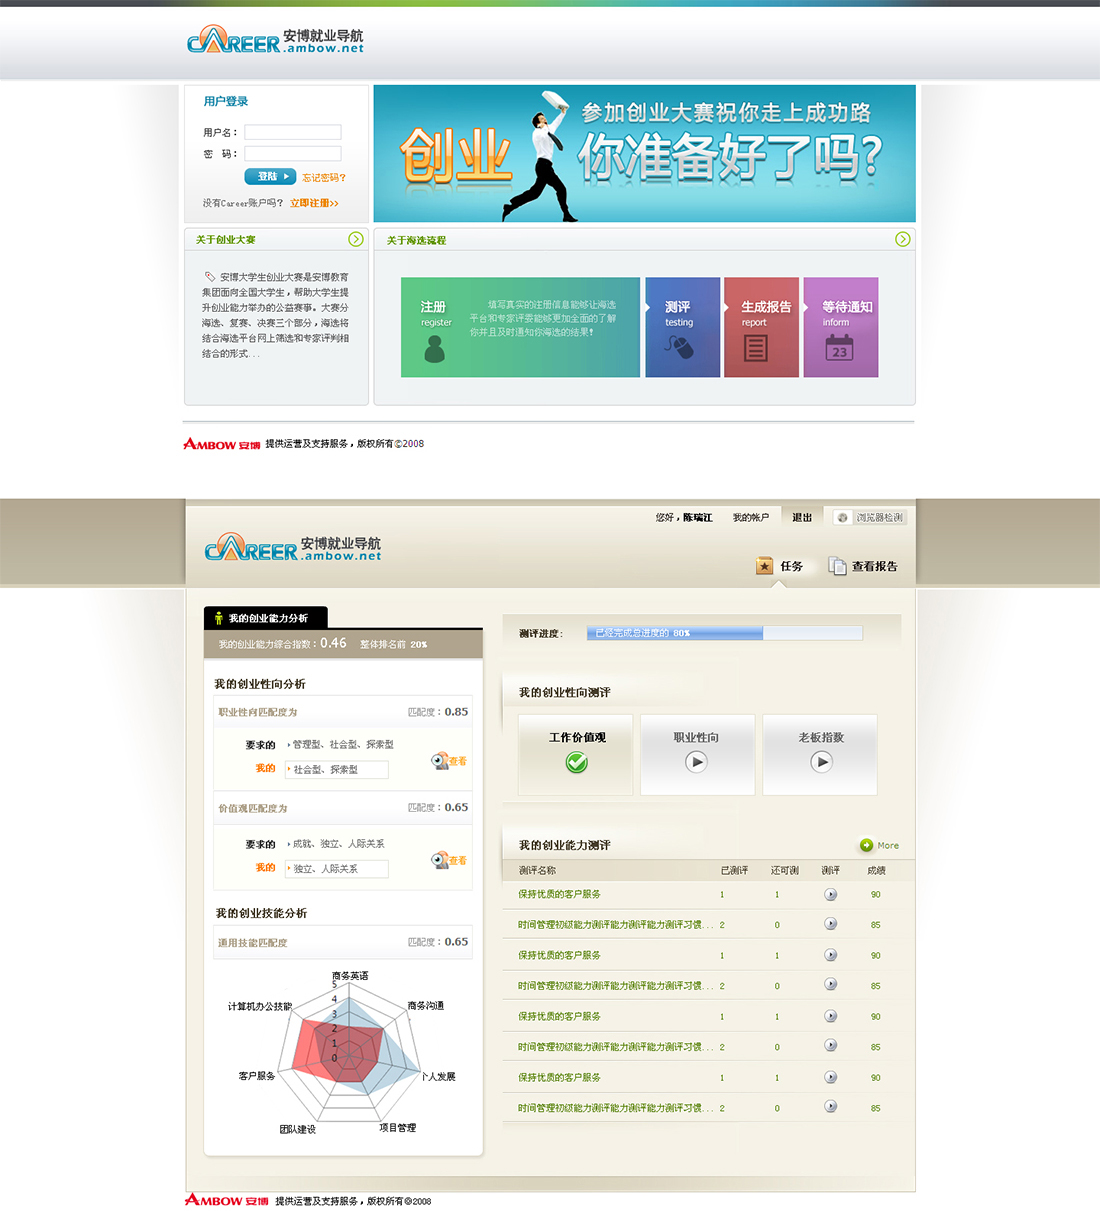 CAREER 安博就业导航
.ambow.net
用户登录
用户名：
密 码：
登陆
忘记密码?
没有Career账户吗? 立即注册>>
创业
参加创业大赛祝你走上成功路
你准备好了吗?
关于创业大赛
安博大学生创业大赛是安博教育
集团面向全国大学生，帮助大学生提
升创业能力举办的公益赛事。大赛分
海选、复赛、决赛三个部分，海选将
结合海选平台网上筛选和专家评判相
结合的形式...
关于海选流程
注册
register
填写真实的注册信息能够让海选
平台和专家评委能够更加全面的了解
你并且及时通知你海选的结果!
测评
testing
生成报告
report
等待通知
inform
23
AMBOW 安博 提供运营及支持服务，版权所有©2008
您好，陈瑞江 我的帐户 退出 浏览器检测
CAREER 安博就业导航
.ambow.net
任务 查看报告
我的创业能力分析
我的创业能力综合指数：0.46 整体排名前 20%
我的创业性向分析
职业性向匹配度为 匹配度：0.85
要求的 管理型、社会型、探索型
我的 社会型、探索型
查看
价值观匹配度为 匹配度：0.65
要求的 成就、独立、人际关系
我的 独立、人际关系
查看
我的创业技能分析
通用技能匹配度 匹配度：0.65
商务英语
商务沟通
个人发展
项目管理
团队建设
客户服务
计算机办公技能
5
4
3
2
1
0
测评进度： 已经完成总进度的 80%
我的创业性向测评
工作价值观
职业性向
老板指数
我的创业能力测评 More
测评名称 已测评 还可测 测评 成绩
保持优质的客户服务 1 1 90
时间管理初级能力测评能力测评能力测评习惯... 2 0 85
保持优质的客户服务 1 1 90
时间管理初级能力测评能力测评能力测评习惯... 2 0 85
保持优质的客户服务 1 1 90
时间管理初级能力测评能力测评能力测评习惯... 2 0 85
保持优质的客户服务 1 1 90
时间管理初级能力测评能力测评能力测评习惯... 2 0 85
AMBOW 安博 提供运营及支持服务，版权所有©2008